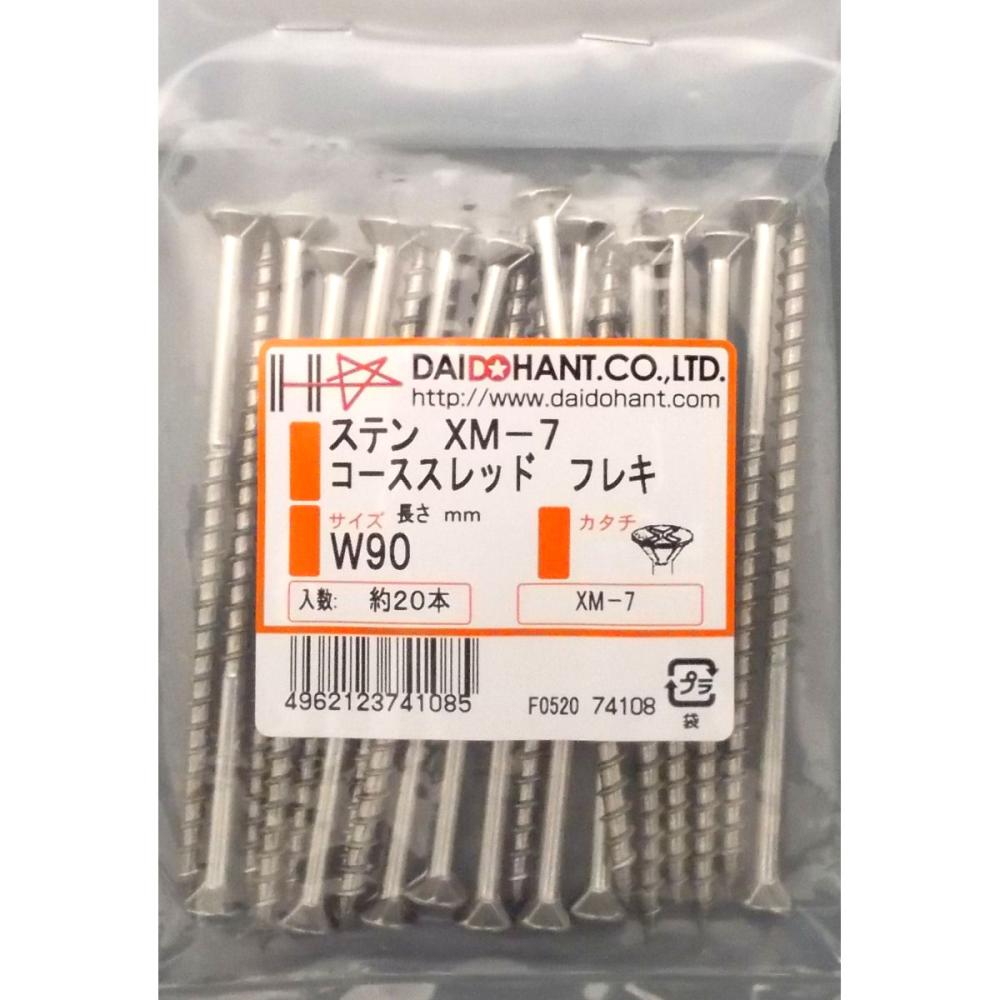 DAIDOHANT.CO.,LTD.
http://www.daidohant.com
ステン XM-7
コーススレッド フレキ
サイズ 長さ mm
W90
カタチ
入数: 約20本
XM-7
4962123741085
F0520 74108
プラ
袋